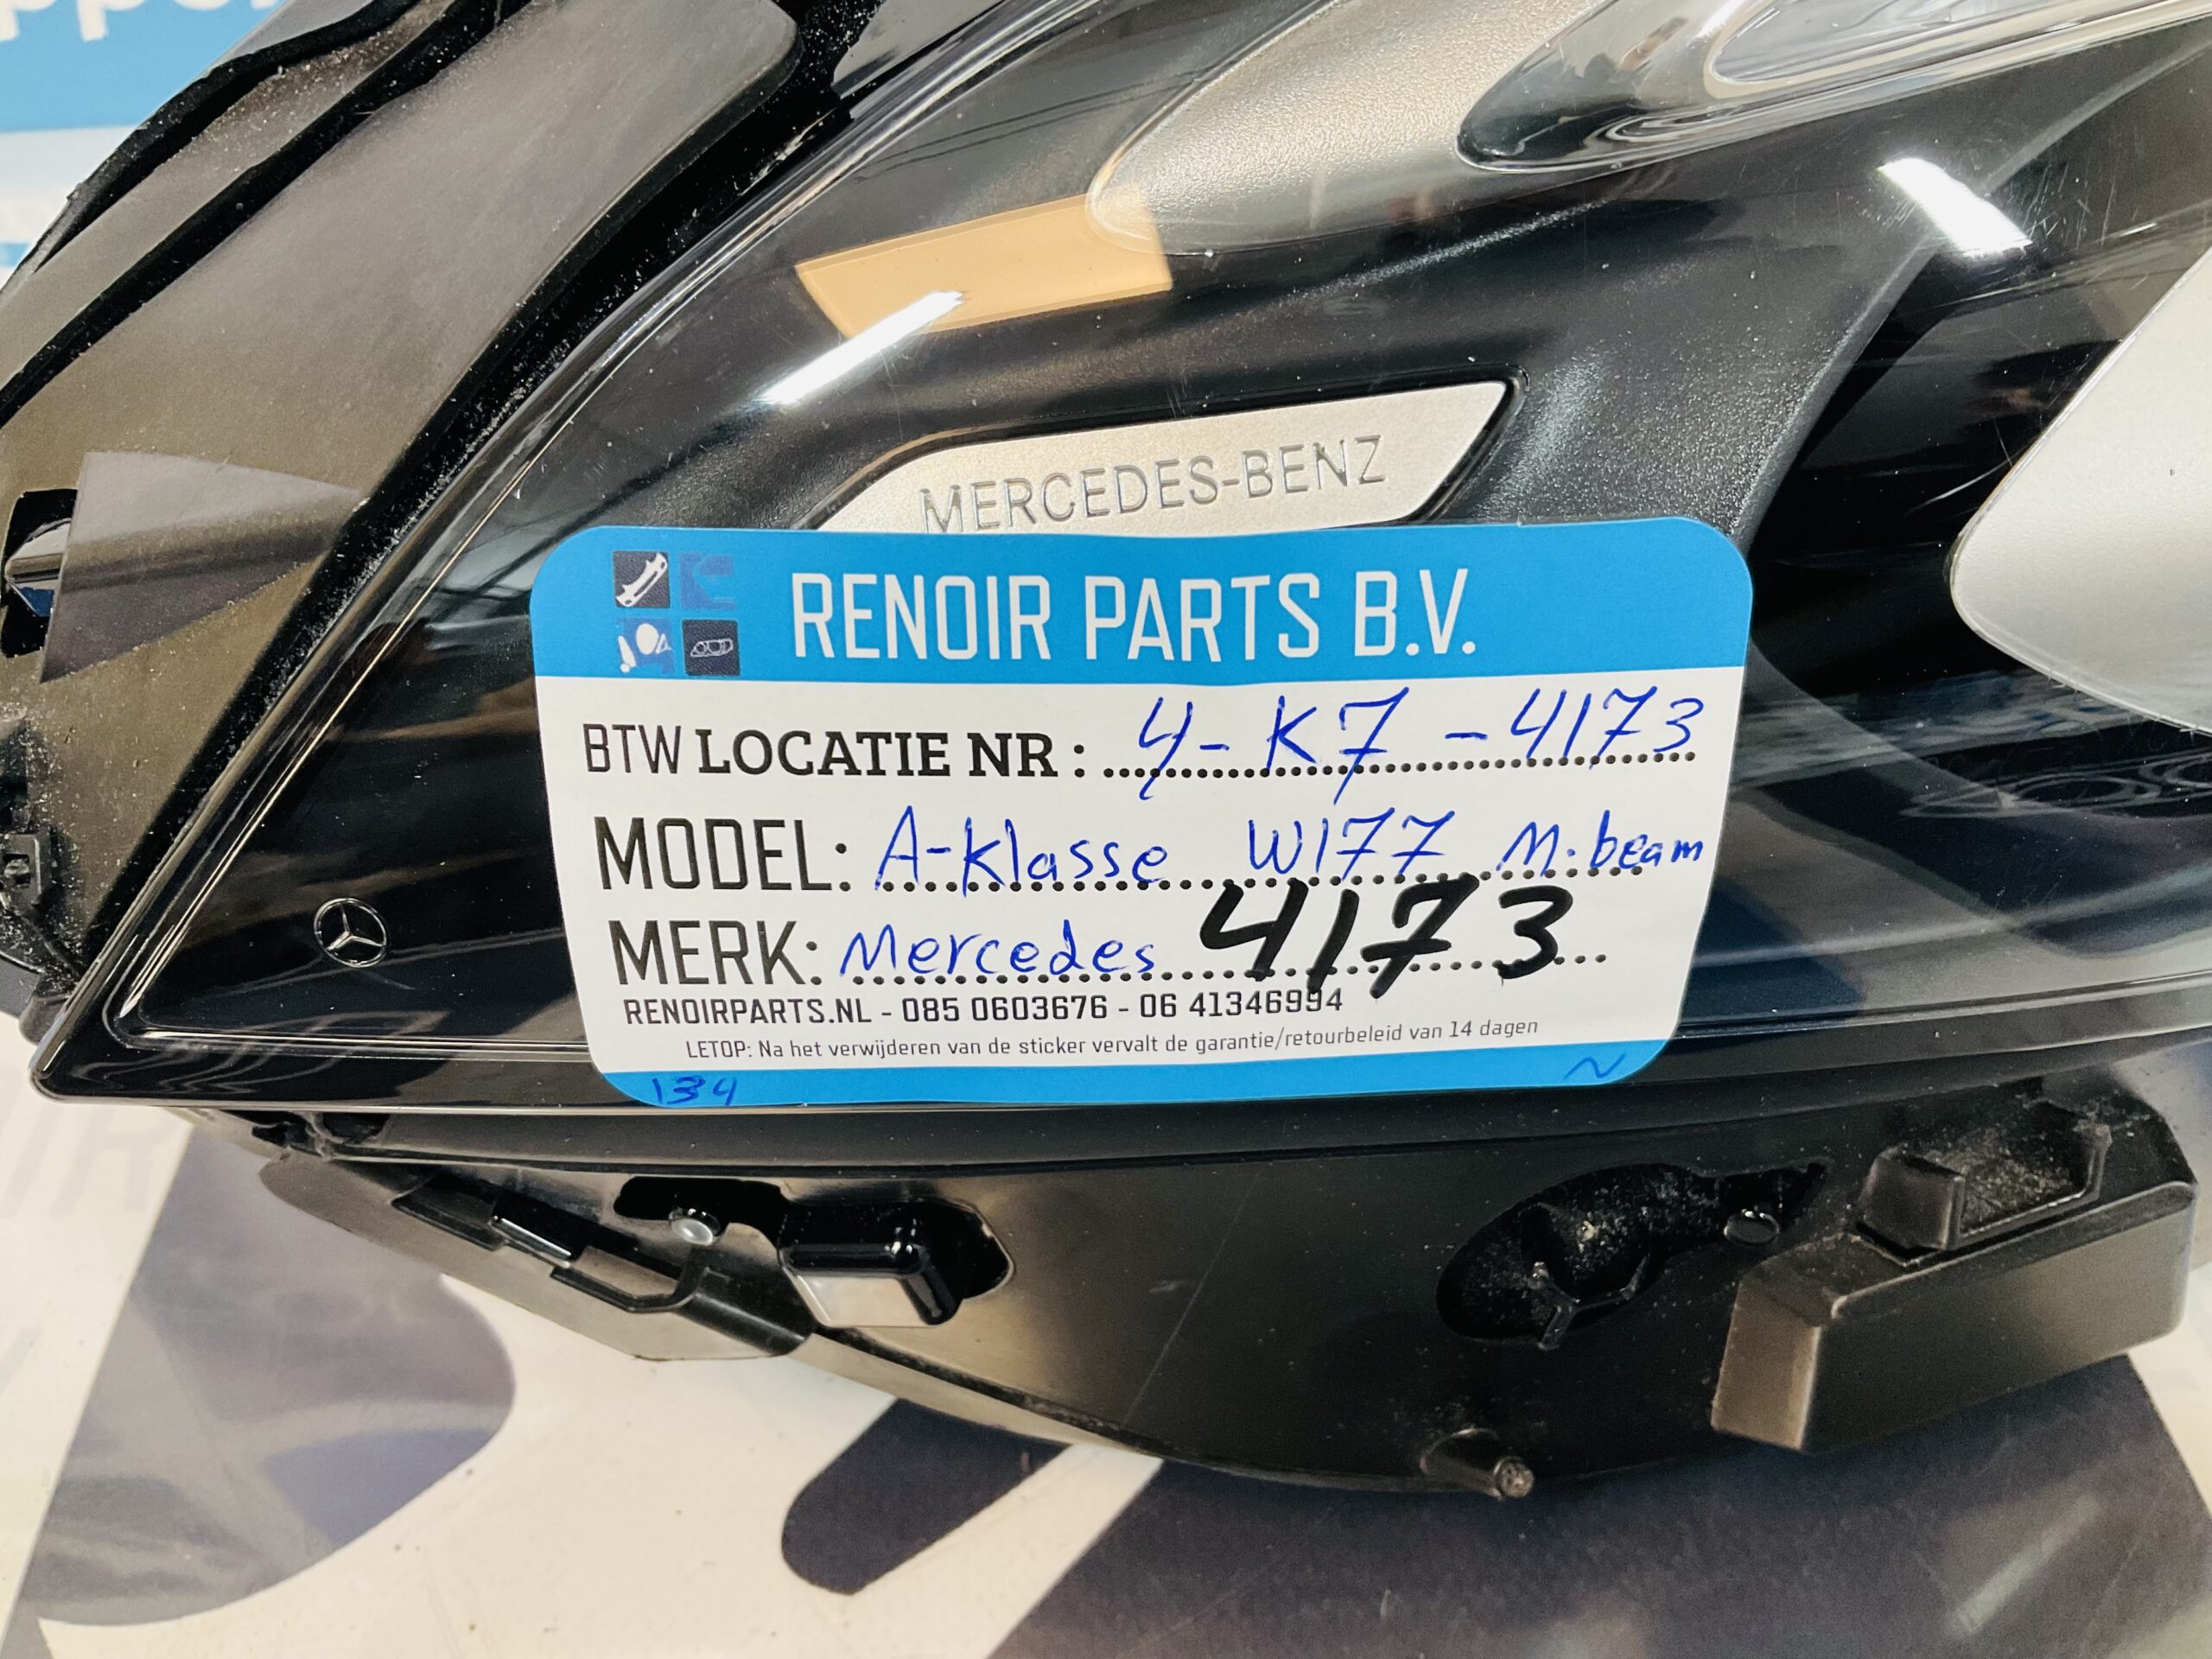 MERCEDES-BENZ
RENOIR PARTS B.V.
BTW LOCATIE NR : 4-K7-4173
MODEL: A-klasse W177 M.beam
MERK: Mercedes 4173
RENOIRPARTS.NL - 085 0603676 - 06 41346994
LETOP: Na het verwijderen van de sticker vervalt de garantie/retourbeleid van 14 dagen
134